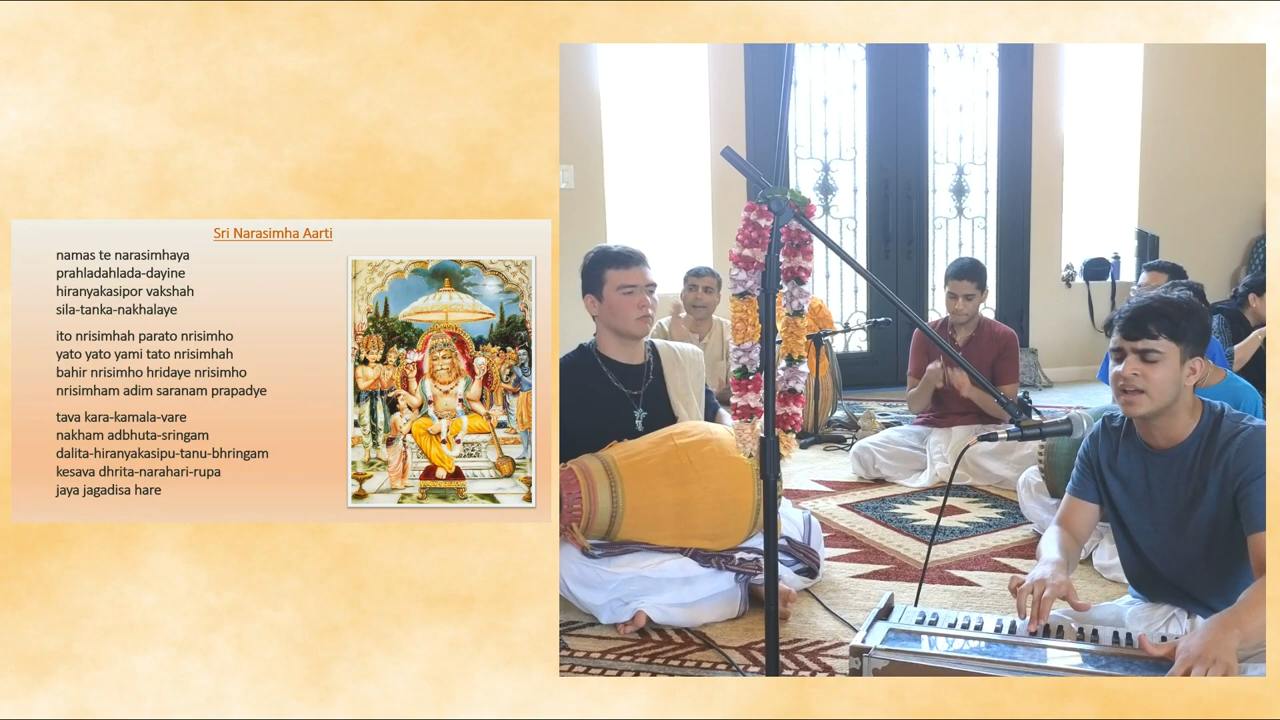 Sri Narasimha Aarti
namas te narasimhaya
prahladahlada-dayine
hiranyakasipor vakshah
sila-tanka-nakhalaye
ito nrisimhah parato nrisimho
yato yato yami tato nrisimhah
bahir nrisimho hridaye nrisimho
nrisimham adim saranam prapadye
tava kara-kamala-vare
nakham adbhuta-sringam
dalita-hiranyakasipu-tanu-bhringam
kesava dhrita-narahari-rupa
jaya jagadisa hare